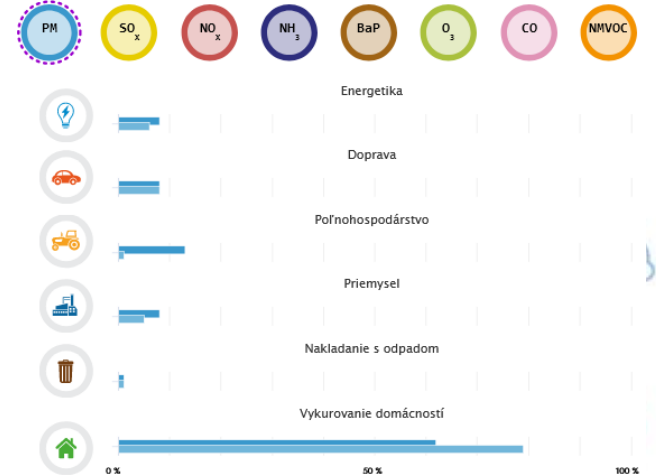 PM SOx NOx NH3 BaP O3 CO NMVOC
Energetika
Doprava
Poľnohospodárstvo
Priemysel
Nakladanie s odpadom
Vykurovanie domácností
0 % 50 % 100 %